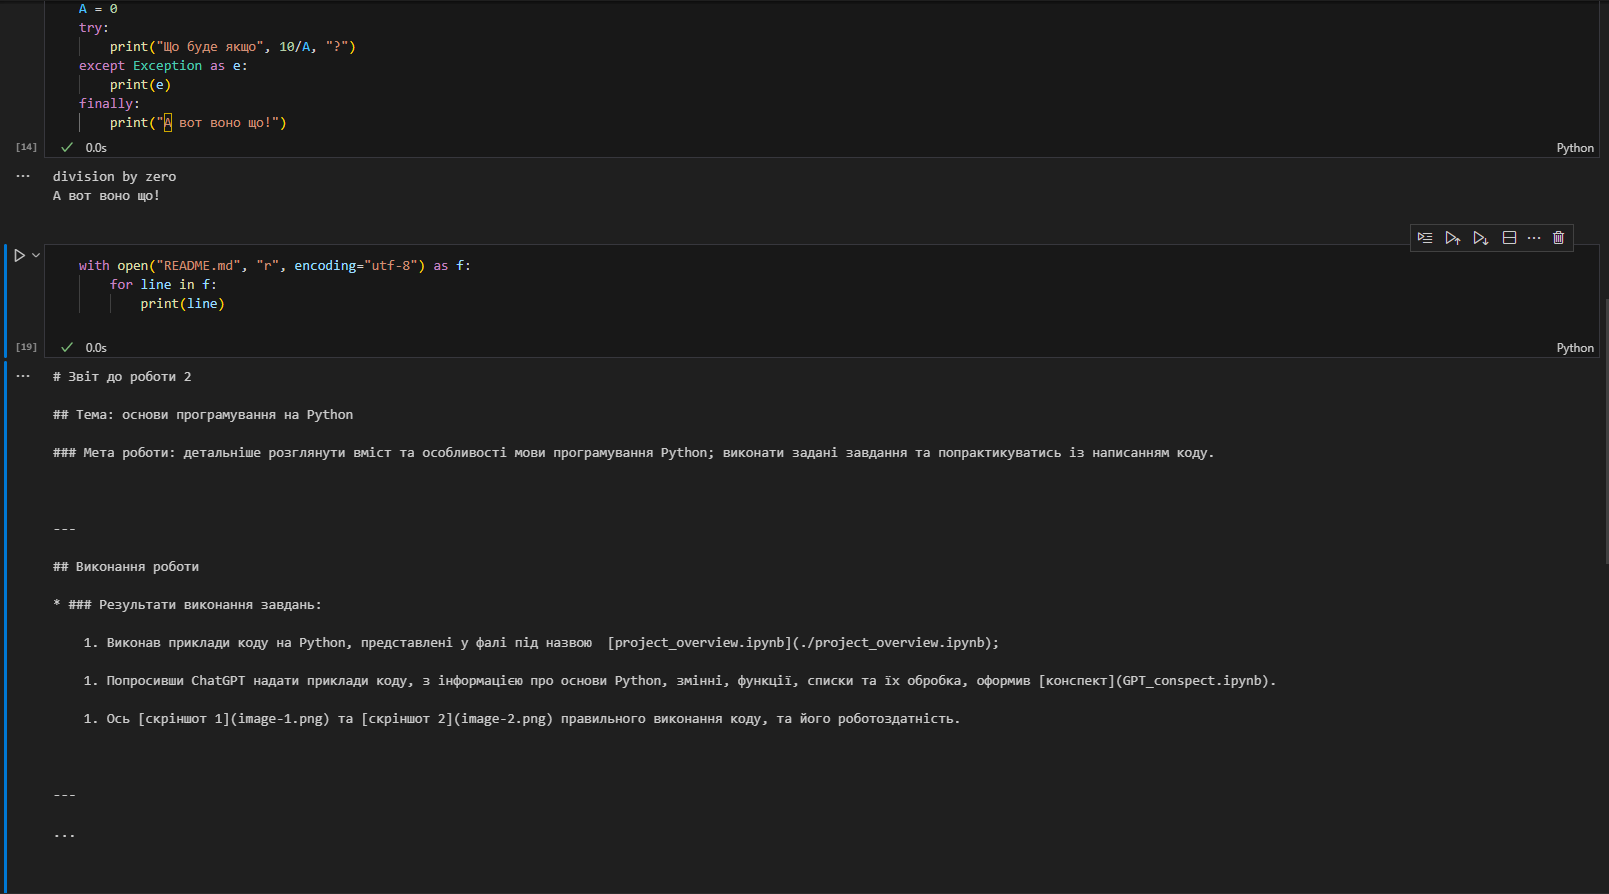 A = 0
try:
print("Що буде якщо", 10/A, "?")
except Exception as e:
print(e)
finally:
print("А вот воно що!")
[14]
0.0s
Python
...
division by zero
А вот воно що!
with open("README.md", "r", encoding="utf-8") as f:
for line in f:
print(line)
[19]
0.0s
Python
...
# Звіт до роботи 2
## Тема: основи програмування на Python
### Мета роботи: детальніше розглянути вміст та особливості мови програмування Python; виконати задані завдання та попрактикуватись із написанням коду.
---
## Виконання роботи
* ### Результати виконання завдань:
1. Виконав приклади коду на Python, представлені у фалі під назвою  [project_overview.ipynb](./project_overview.ipynb);
1. Попросивши ChatGPT надати приклади коду, з інформацією про основи Python, змінні, функції, списки та їх обробка, оформив [конспект](GPT_conspect.ipynb).
1. Ось [скріншот 1](image-1.png) та [скріншот 2](image-2.png) правильного виконання коду, та його роботоздатність.
---
...